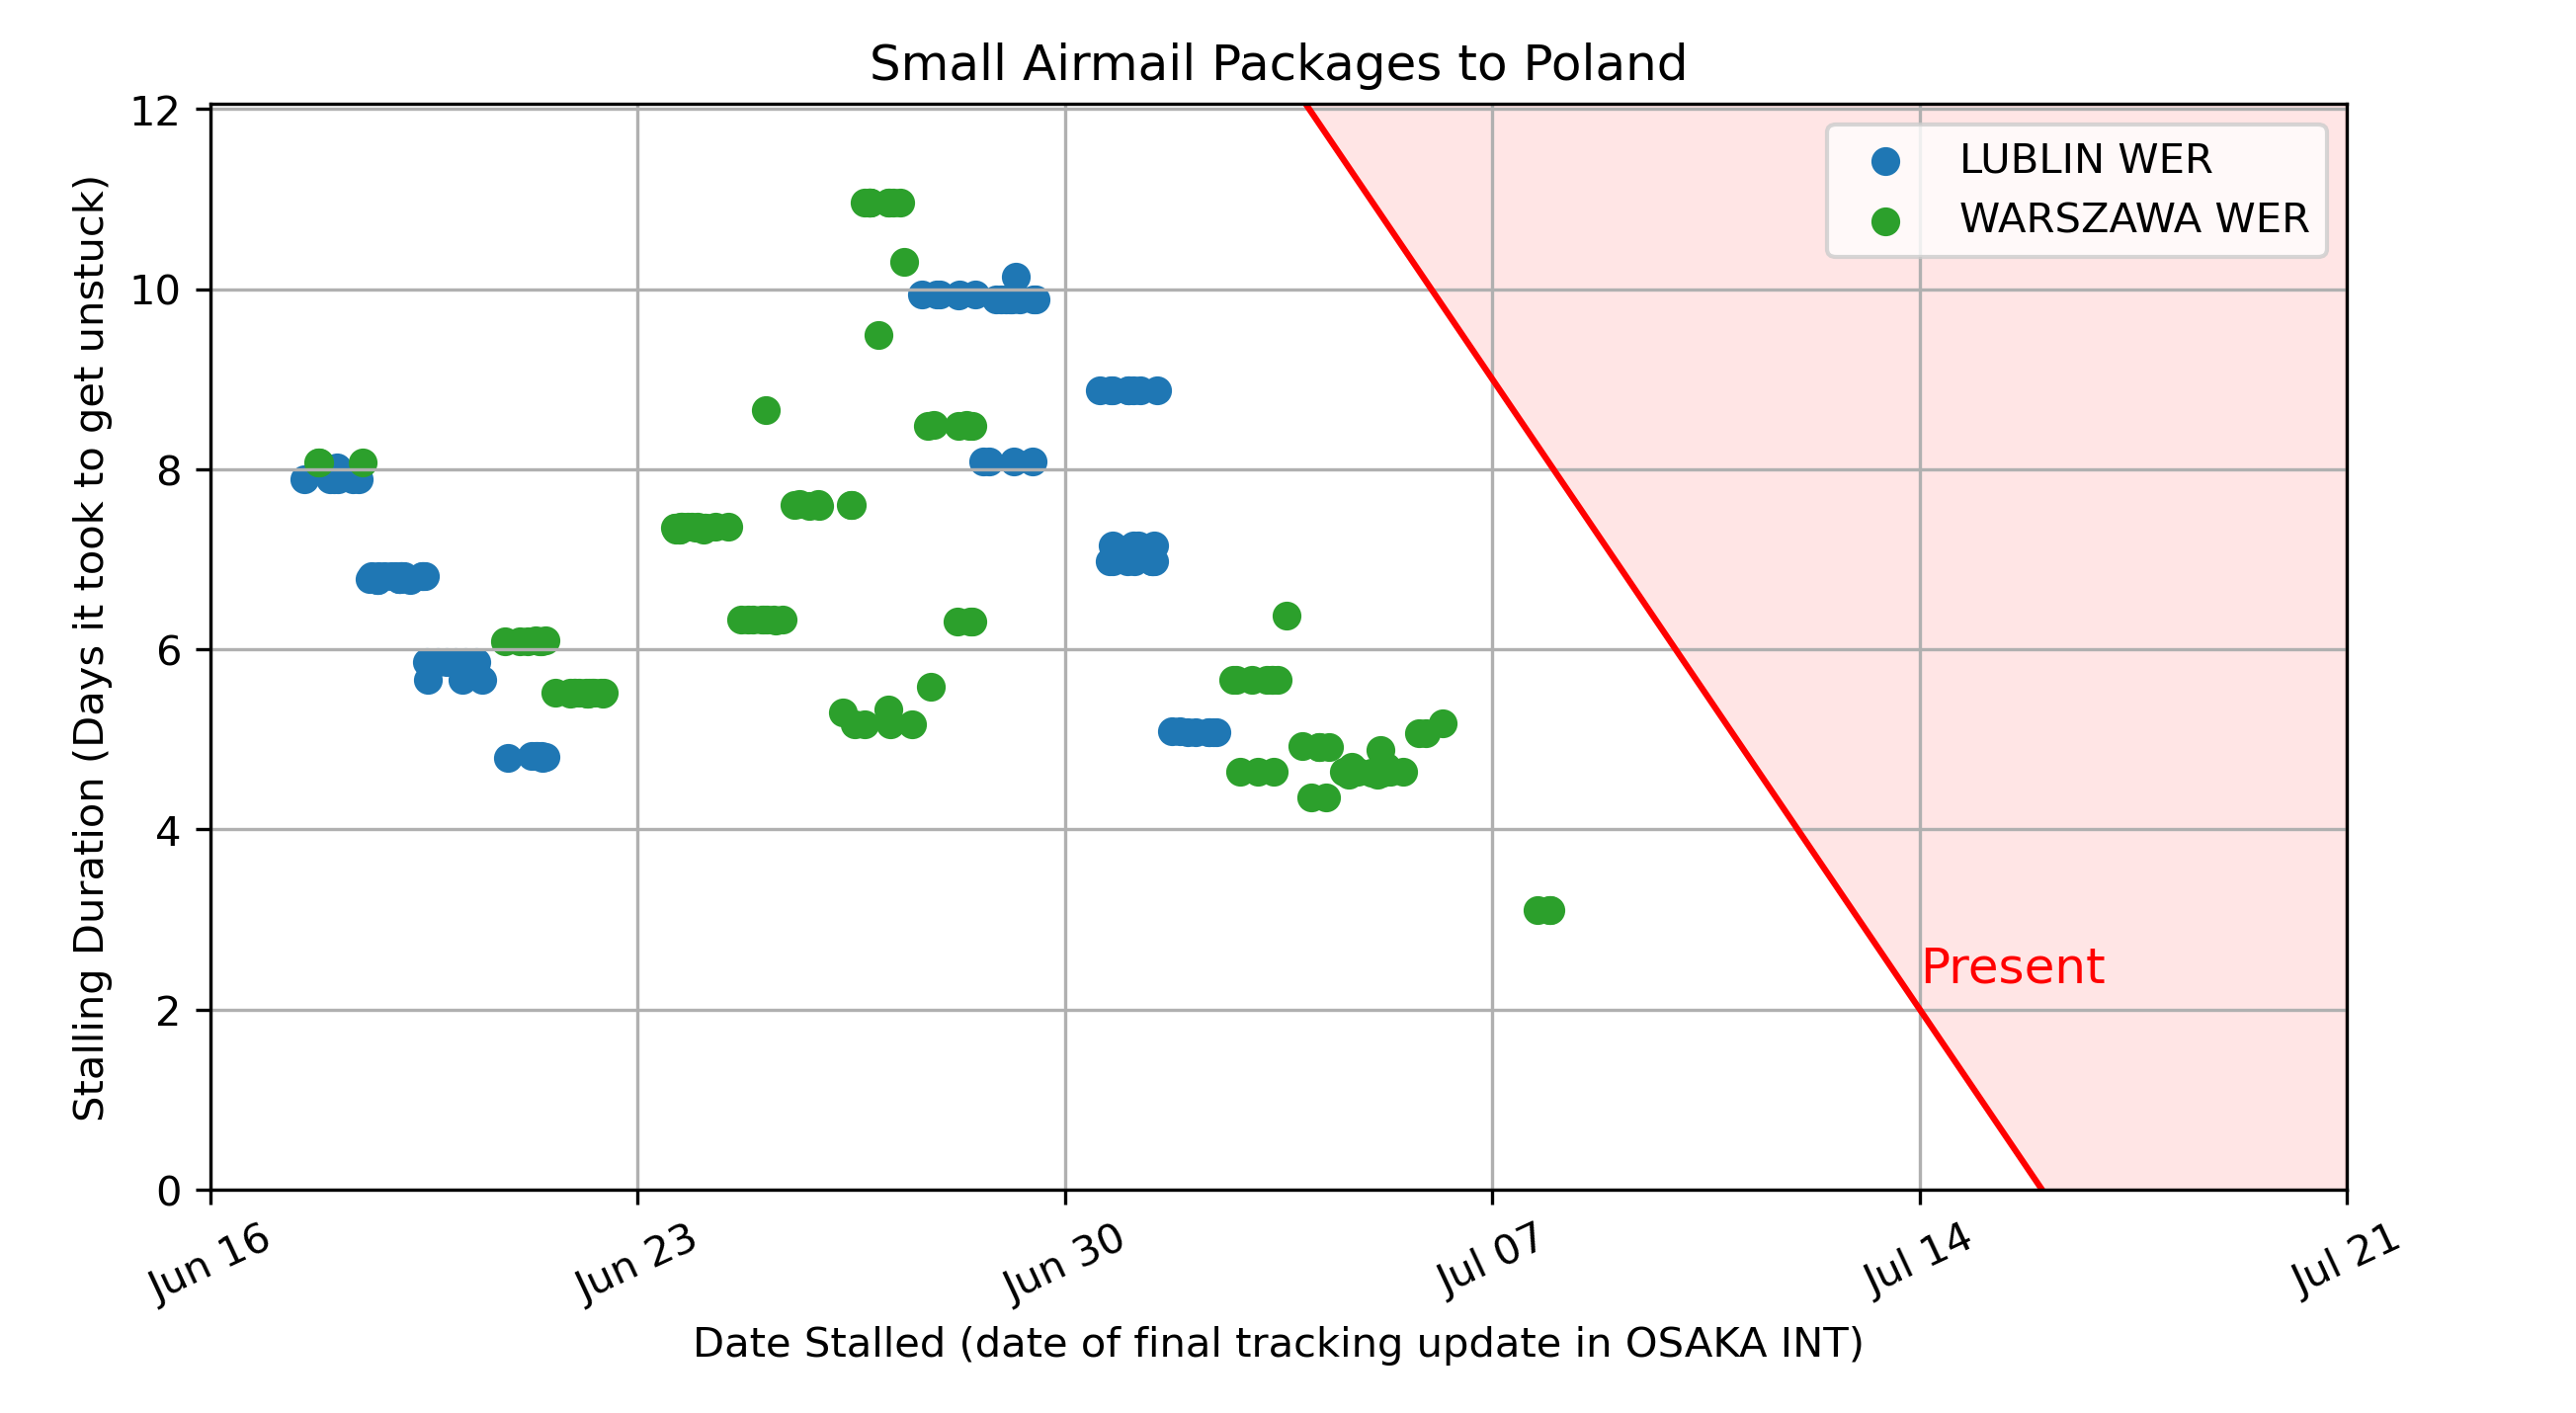 Small Airmail Packages to Poland
Stalling Duration (Days it took to get unstuck)
12
10
8
6
4
2
0
LUBLIN WER
WARSZAWA WER
Present
Jun 16
Jun 23
Jun 30
Jul 07
Jul 14
Jul 21
Date Stalled (date of final tracking update in OSAKA INT)